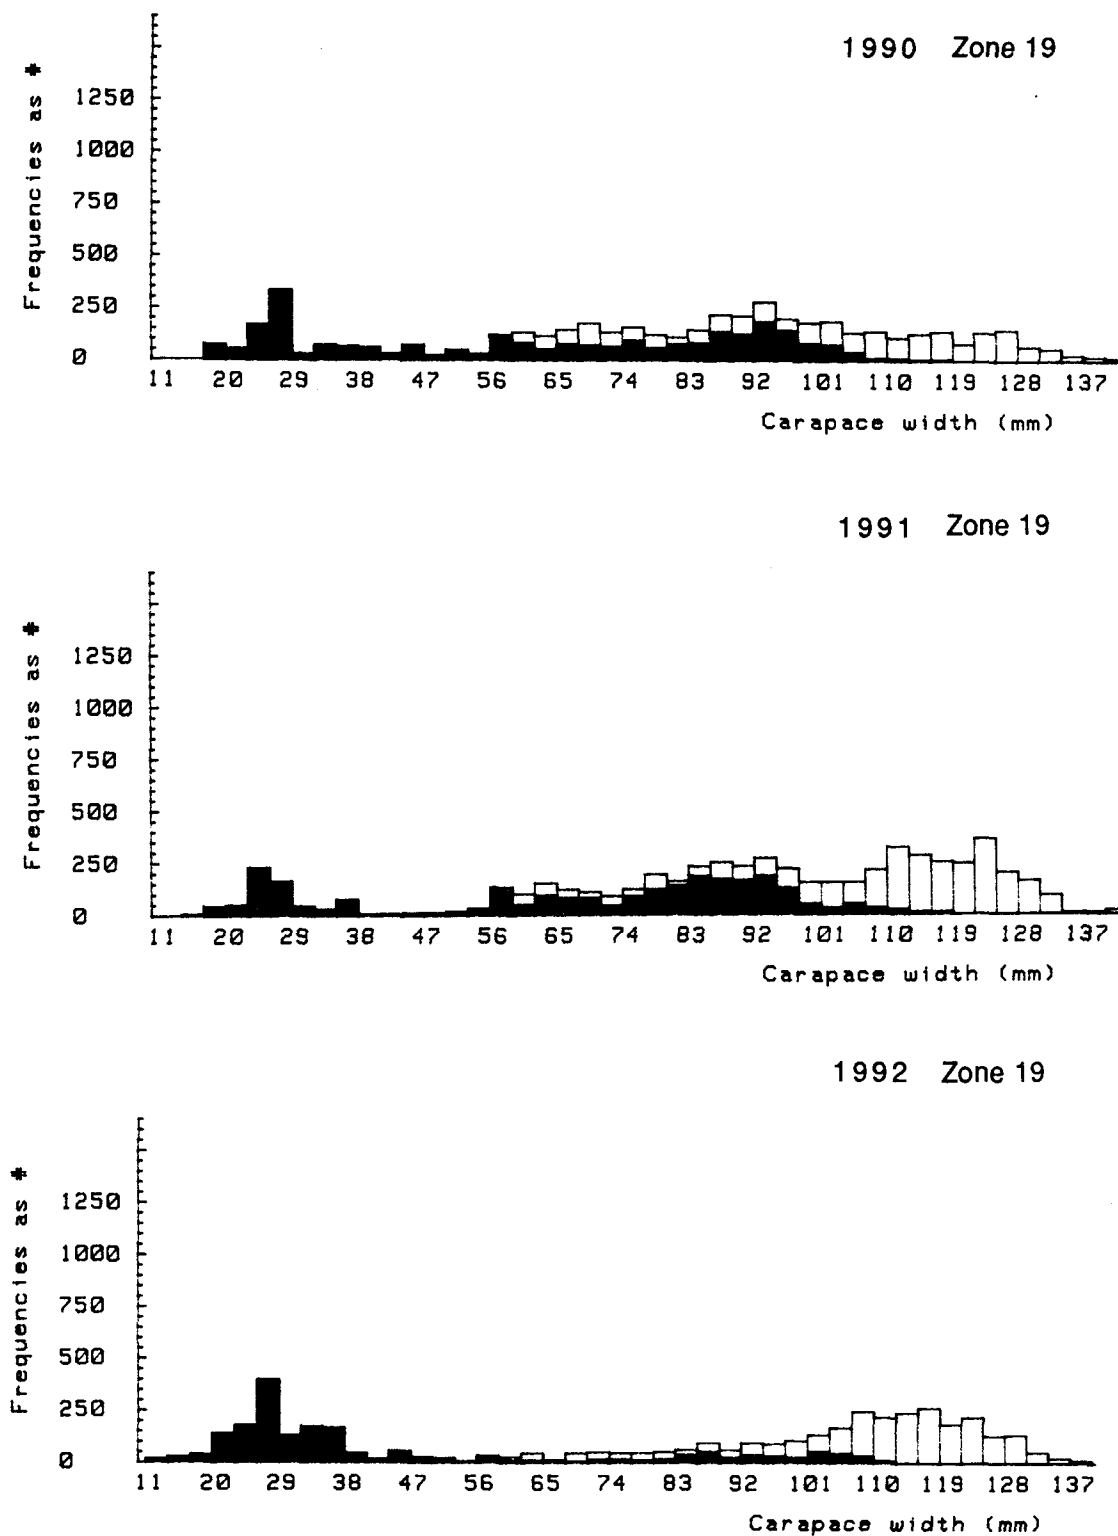 1990 Zone 19
Frequencies as #
1250
1000
750
500
250
0
11 20 29 38 47 56 65 74 83 92 101 110 119 128 137
Carapace width (mm)
1991 Zone 19
Frequencies as #
1250
1000
750
500
250
0
11 20 29 38 47 56 65 74 83 92 101 110 119 128 137
Carapace width (mm)
1992 Zone 19
Frequencies as #
1250
1000
750
500
250
0
11 20 29 38 47 56 65 74 83 92 101 110 119 128 137
Carapace width (mm)